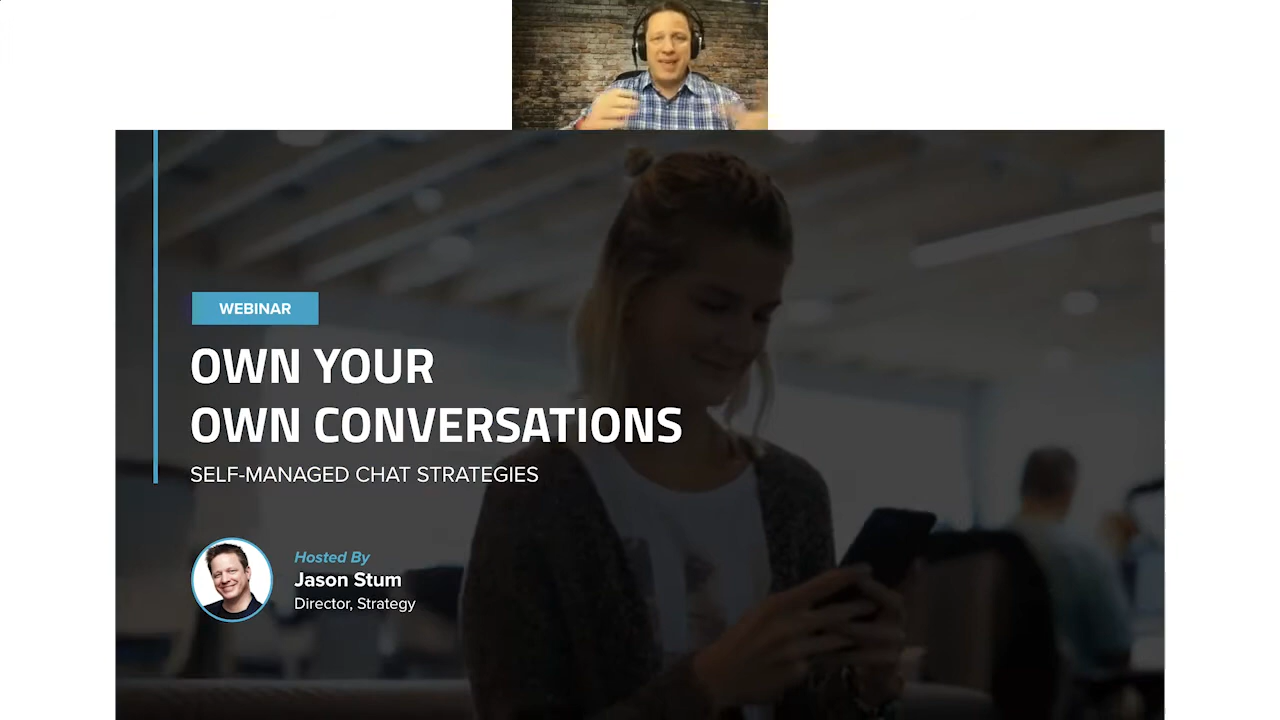 WEBINAR
OWN YOUR
OWN CONVERSATIONS
SELF-MANAGED CHAT STRATEGIES
Hosted By
Jason Stum
Director, Strategy